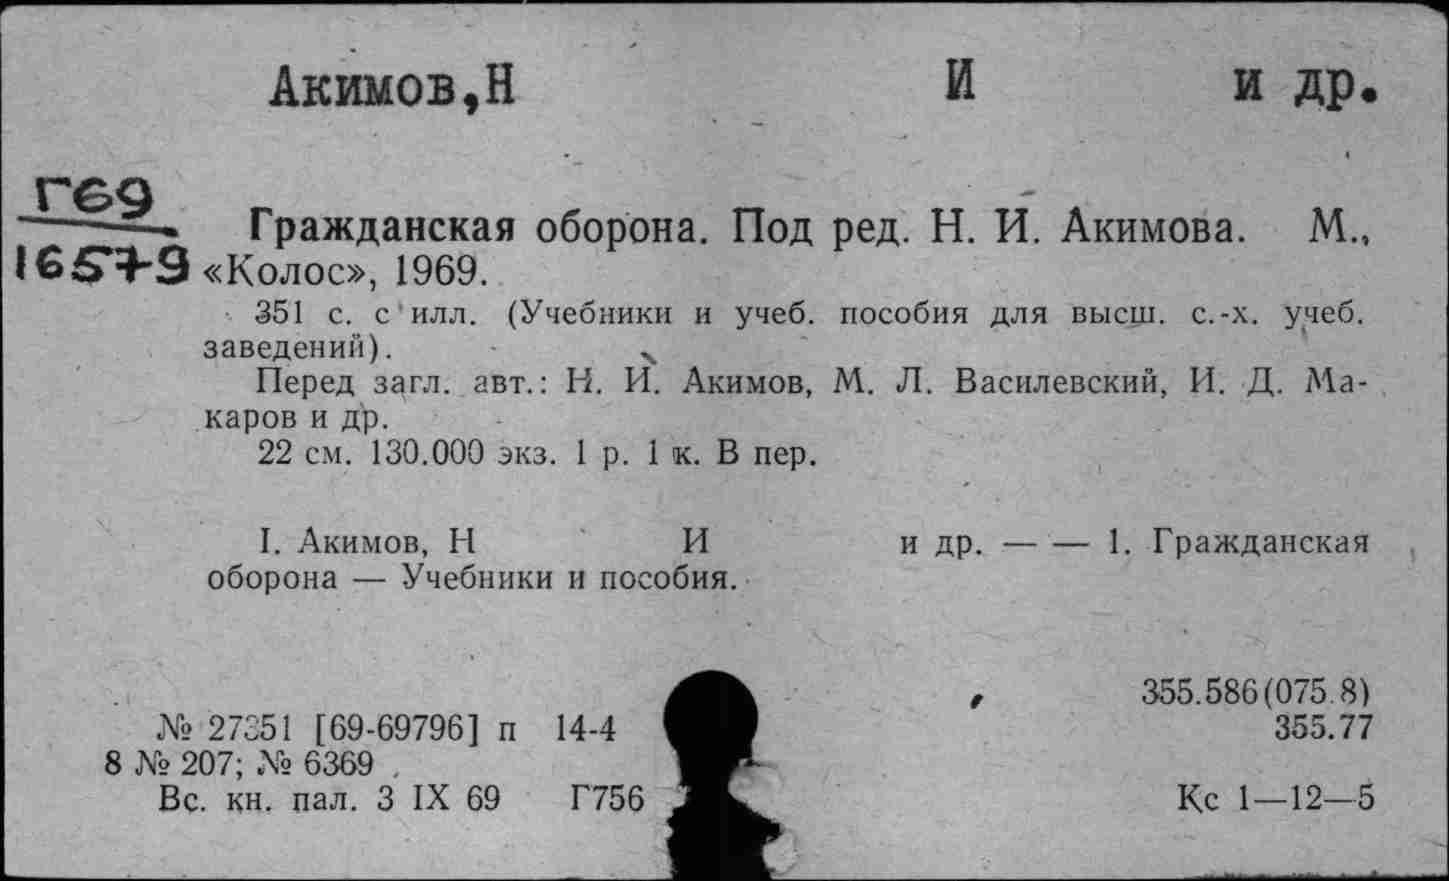 Акимов,Н И и др.
Г69
1657-9
Гражданская оборона. Под ред. Н. И. Акимова. М.,
«Колос», 1969.
351 с. с илл. (Учебники и учеб. пособия для высш. с.-х. учеб.
заведений).
Перед загл. авт.: Н. И. Акимов, М. Л. Василевский, И. Д. Ма-
каров и др.
22 см. 130.000 экз. 1 р. 1 к. В пер.
I. Акимов, Н И и др. — — 1. Гражданская
оборона — Учебники и пособия.
355.586(075.8)
№ 27351 [69-69796] п 14-4 355.77
8 № 207; № 6369
Вс. кн. пал. 3 IX 69 Г756 Кс 1—12—5